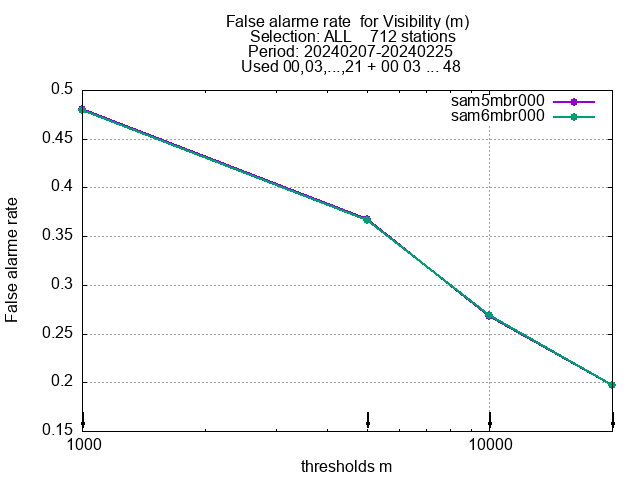 False alarme rate  for Visibility (m)
Selection: ALL    712 stations
Period: 20240207-20240225
Used 00,03,...,21 + 00 03 ... 48
sam5mbr000
sam6mbr000
0.5
0.45
0.4
0.35
0.3
0.25
0.2
0.15
False alarme rate
1000
10000
thresholds m